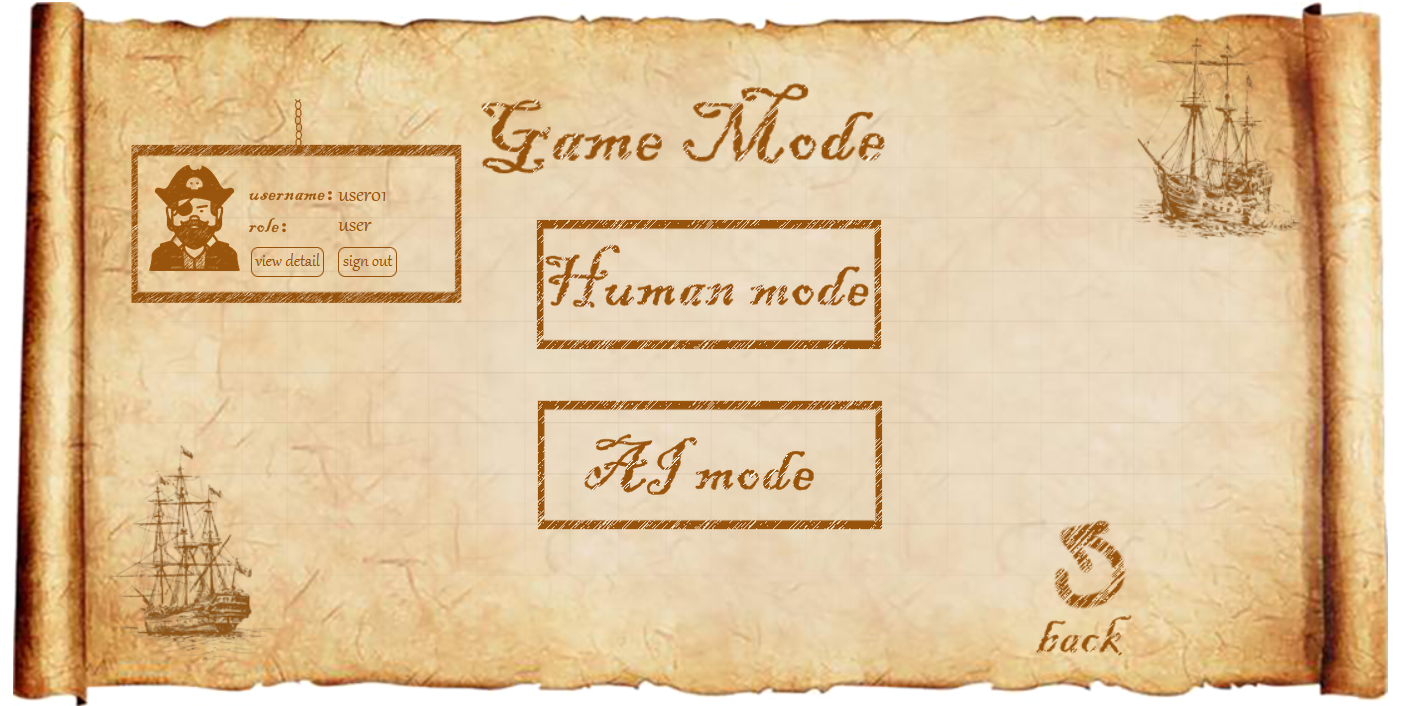 Game Mode
username: user01
role: user
view detail sign out
Human mode
AI mode
back